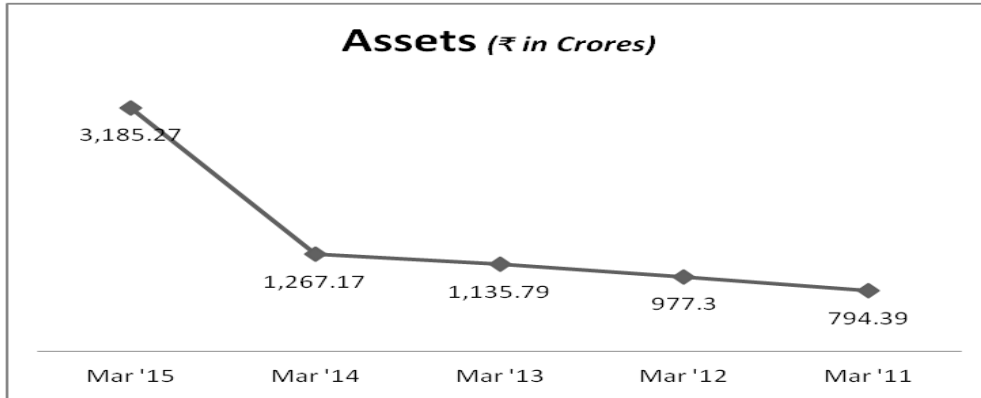 Assets (₹ in Crores)
3,185.27
1,267.17
1,135.79
977.3
794.39
Mar '15 Mar '14 Mar '13 Mar '12 Mar '11